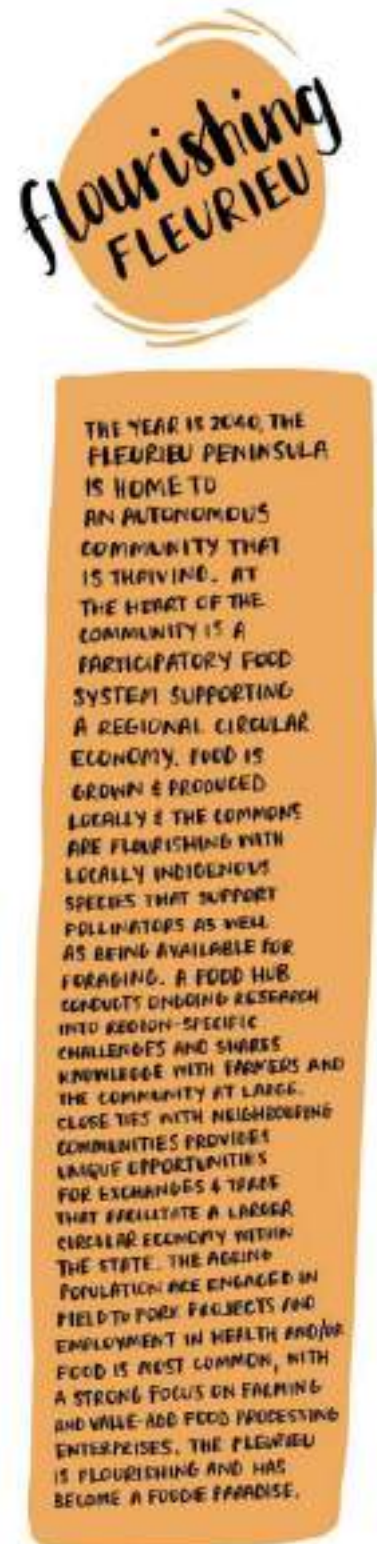 flourishing
FLEURIEU
THE YEAR IS 2040, THE
FLEURIEU PENINSULA
IS HOME TO
AN AUTONOMOUS
COMMUNITY THAT
IS THRIVING. AT
THE HEART OF THE
COMMUNITY IS A
PARTICIPATORY FOOD
SYSTEM SUPPORTING
A REGIONAL CIRCULAR
ECONOMY. FOOD IS
GROWN & PRODUCED
LOCALLY & THE COMMONS
ARE FLOURISHING WITH
LOCALLY INDIGENOUS
SPECIES THAT SUPPORT
POLLINATORS AS WELL
AS BEING AVAILABLE FOR
FORAGING. A FOOD HUB
CONDUCTS ONGOING RESEARCH
INTO REGION-SPECIFIC
CHALLENGES AND SHARES
KNOWLEDGE WITH FARMERS AND
THE COMMUNITY AT LARGE.
CLOSE TIES WITH NEIGHBOURING
COMMUNITIES PROVIDES
UNIQUE OPPORTUNITIES
FOR EXCHANGES & TRADE
THAT FACILITATE A LARGER
CIRCULAR ECONOMY WITHIN
THE STATE. THE AGEING
POPULATION ARE ENGAGED IN
FIELD TO FORK PROJECTS AND
EMPLOYMENT IN HEALTH AND/OR
FOOD IS MOST COMMON, WITH
A STRONG FOCUS ON FARMING
AND VALUE-ADD FOOD PROCESSING
ENTERPRISES. THE FLEURIEU
IS FLOURISHING AND HAS
BECOME A FOODIE PARADISE.